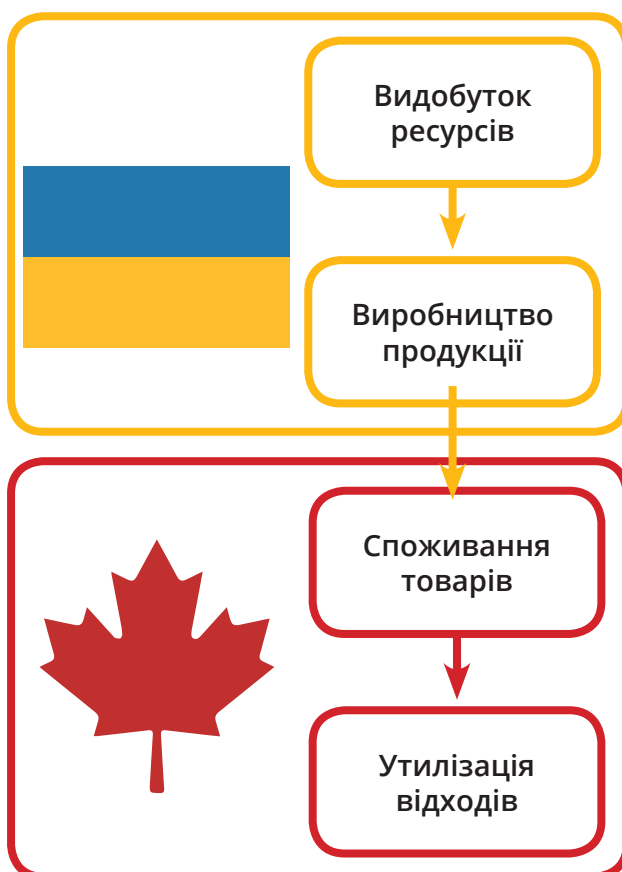 Видобуток
ресурсів
Виробництво
продукції
Споживання
товарів
Утилізація
відходів